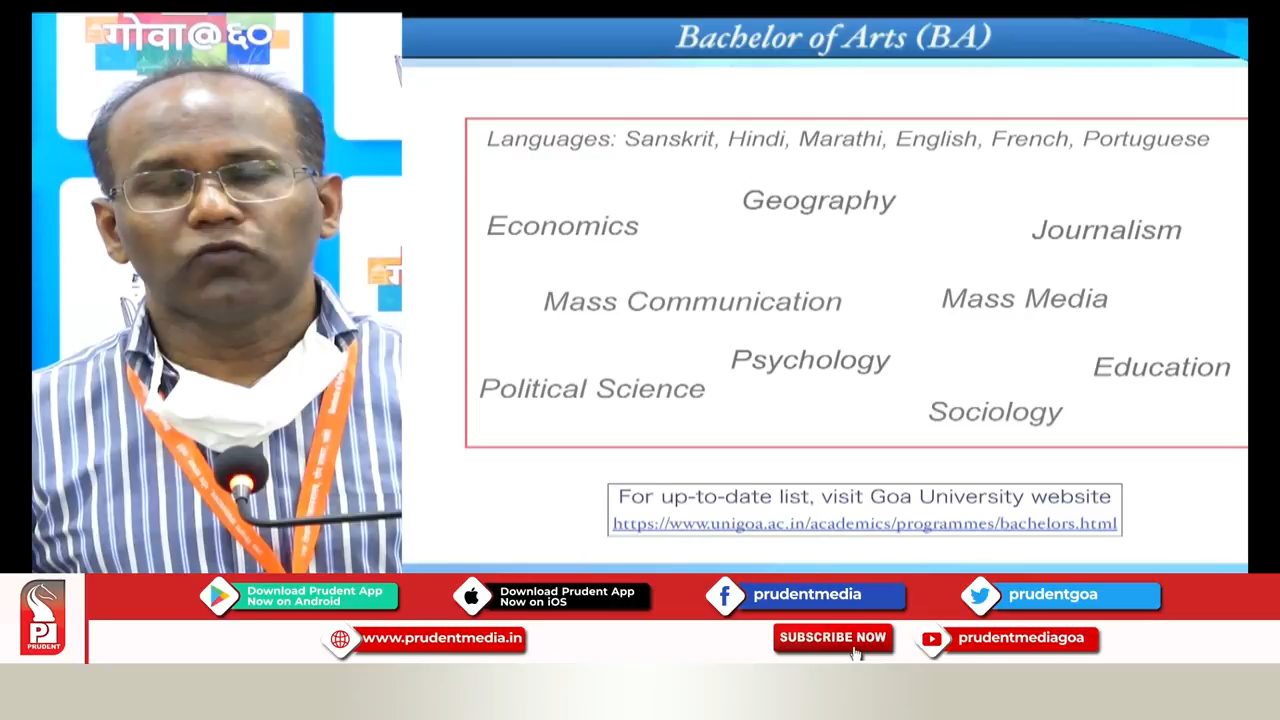 गोवा@६०
Bachelor of Arts (BA)
Languages: Sanskrit, Hindi, Marathi, English, French, Portuguese
Geography
Economics
Journalism
Mass Communication
Mass Media
Psychology
Education
Political Science
Sociology
For up-to-date list, visit Goa University website
https://www.unigoa.ac.in/academics/programmes/bachelors.html
PRUDENT
Download Prudent App
Now on Android
Download Prudent App
Now on iOS
prudentmedia
prudentgoa
www.prudentmedia.in
SUBSCRIBE NOW
prudentmediagoa